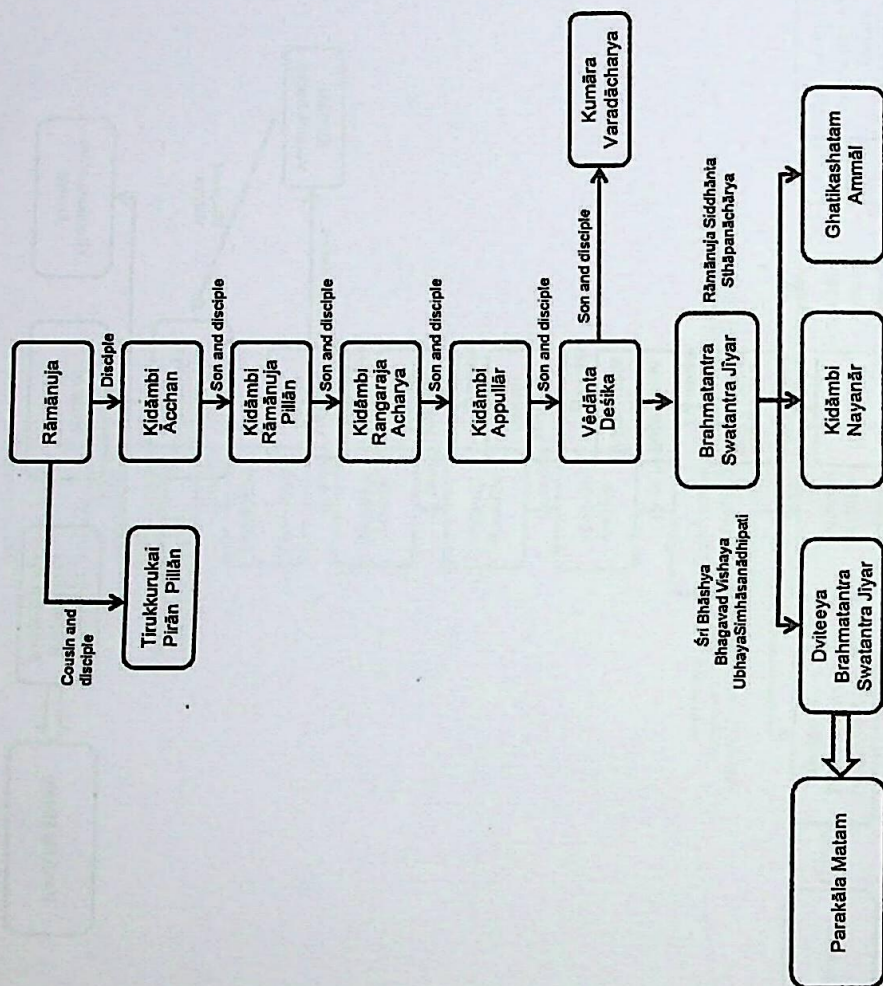 Rāmānuja
Cousin and
disciple
Disciple
Tirukkurukai
Pirān Pillān
Kidāmbi
Ācchan
Son and disciple
Kidāmbi
Rāmānuja
Pillān
Son and disciple
Kidāmbi
Rangaraja
Acharya
Son and disciple
Kidāmbi
Appullār
Son and disciple
Vēdānta
Deśika
Son and disciple
Kumāra
Varadāchārya
Brahmatantra
Swatantra Jīyar
Rāmānuja Siddhānta
Sthāpanāchārya
Śrī Bhāshya
Bhagavad Vishaya
UbhayaSimhāsanādhipati
Dviteeya
Brahmatantra
Swatantra Jīyar
Kidāmbi
Nayanār
Ghatikashatam
Ammāl
Parakāla Matam